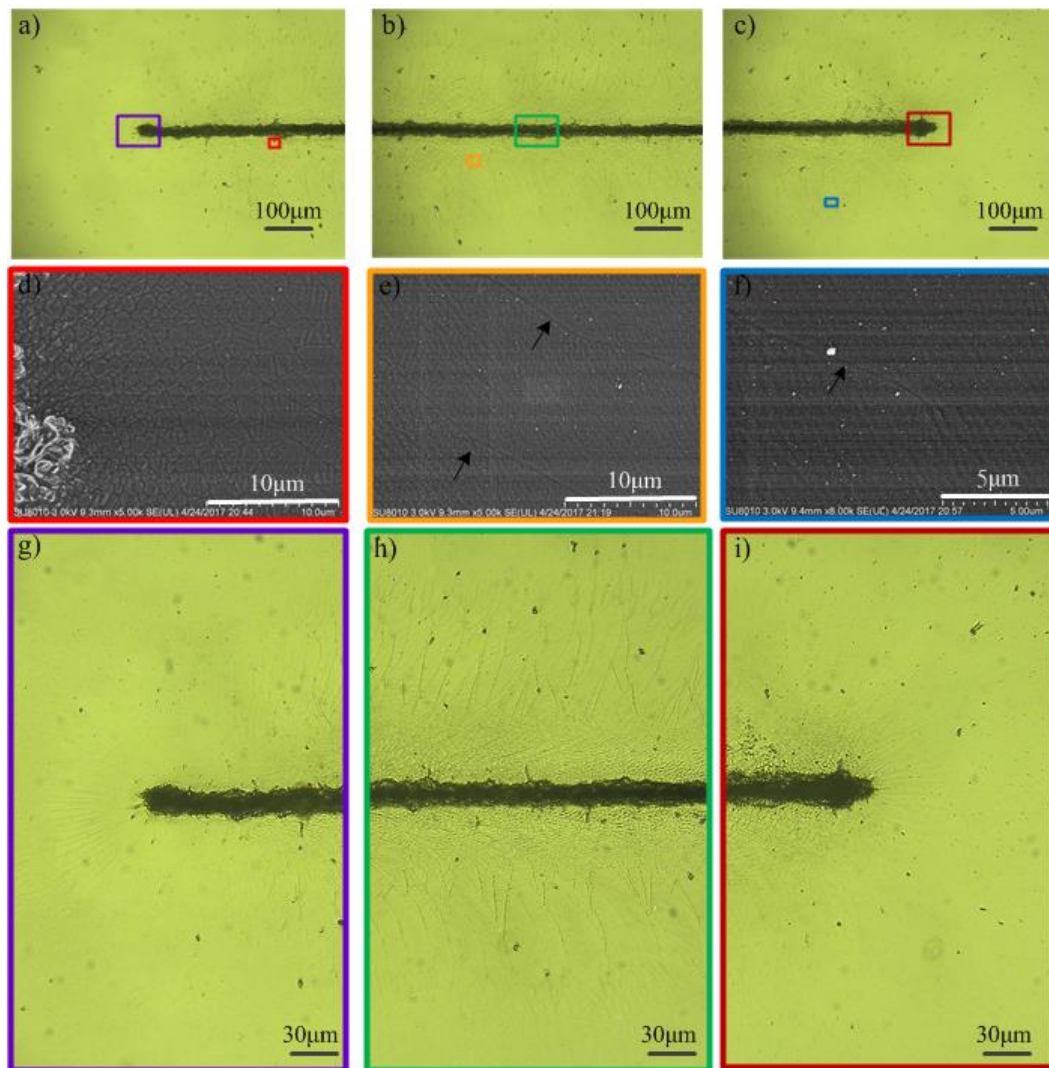 a)
b)
c)
100μm
100μm
100μm
d)
e)
f)
10μm
10μm
5μm
SU8010 3.0kV 9.3mm x5.00k SE(UL) 4/24/2017 20:44
10.0um
SU8010 3.0kV 9.3mm x5.00k SE(UL) 4/24/2017 21:19
10.0um
SU8010 3.0kV 9.4mm x8.00k SE(UL) 4/24/2017 20:57
5.00um
g)
h)
i)
30μm
30μm
30μm